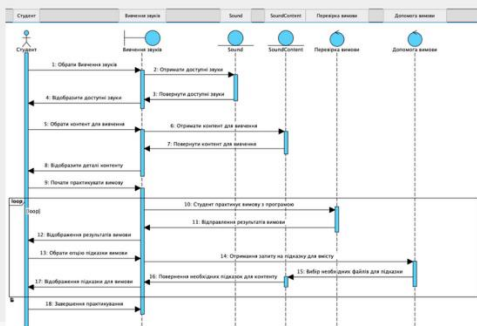 Студент
Вивчення звуків
Sound
SoundContent
Перевірка вимови
Допомога вимови
Студент
Вивчення звуків
Sound
SoundContent
Перевірка вимови
Допомога вимови
1: Обрати Вивчення звуків
2: Отримати доступні звуки
3: Повернути доступні звуки
4: Відобразити доступні звуки
5: Обрати контент для вивчення
6: Отримати контент для вивчення
7: Повернути контент для вивчення
8: Відобразити деталі контенту
9: Почати практикувати вимову
loop
[loop]
10: Студент практикує вимову з програмою
11: Відправлення результатів вимови
12: Відображення результатів вимови
13: Обрати опцію підказки вимови
14: Отримання запиту на підказку для вмісту
15: Вибір необхідних файлів для підказки
16: Повернення необхідних підказок для контенту
17: Відображення підказки для вимови
18: Завершення практикування